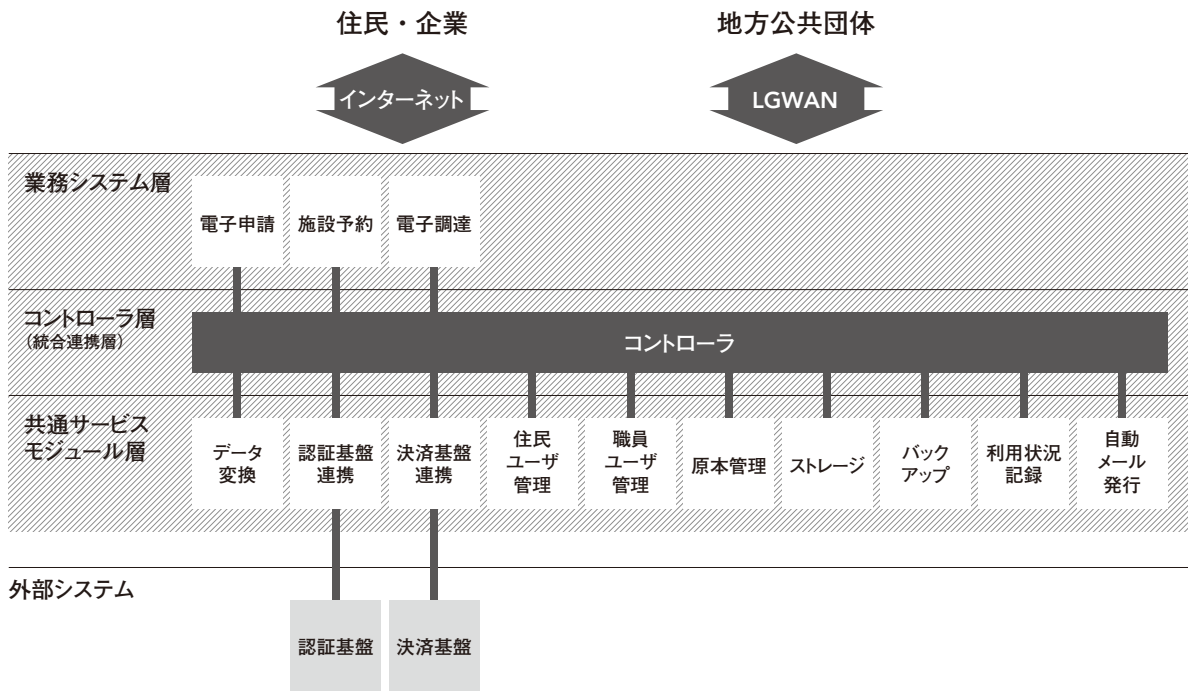 住民・企業
地方公共団体
インターネット
LGWAN
業務システム層
電子申請
施設予約
電子調達
コントローラ層
（統合連携層）
コントローラ
共通サービス
モジュール層
データ
変換
認証基盤
連携
決済基盤
連携
住民
ユーザ
管理
職員
ユーザ
管理
原本管理
ストレージ
バック
アップ
利用状況
記録
自動
メール
発行
外部システム
認証基盤
決済基盤